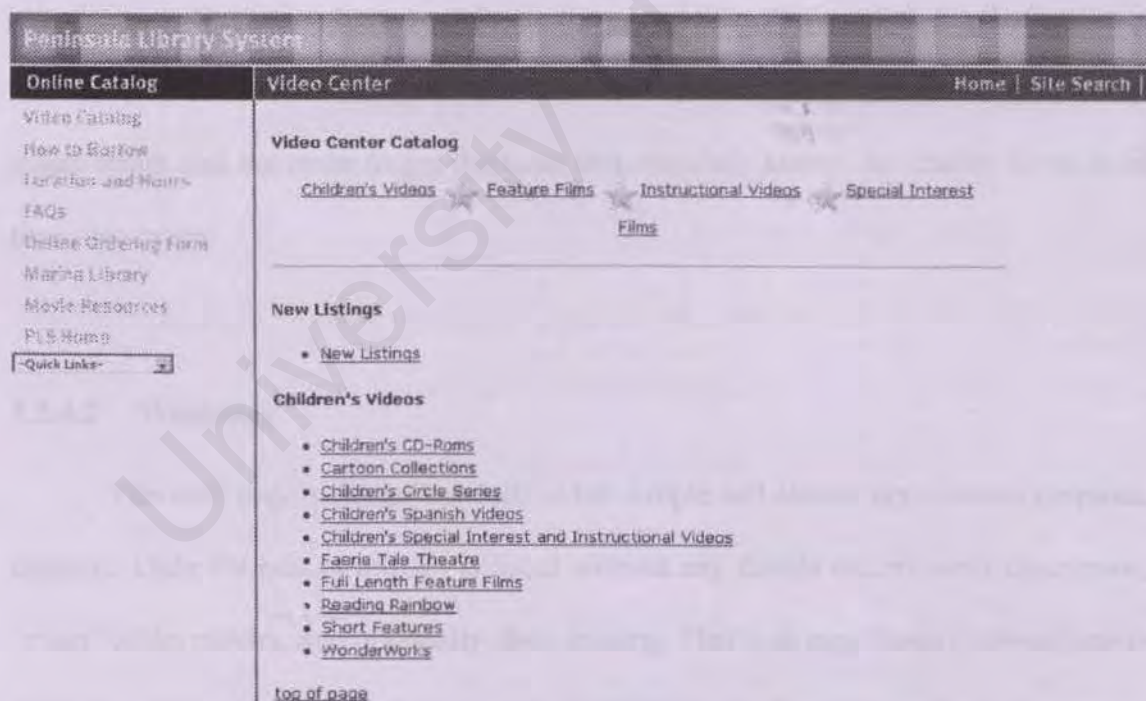 Peninsula Library System
Online Catalog
Video Center
Home | Site Search |
Video Catalog
How to Borrow
Location and Hours
FAQs
Online Ordering Form
Marina Library
Movie Resources
PLS Home
-Quick Links-
Video Center Catalog
Children's Videos Feature Films Instructional Videos Special Interest
Films
New Listings
• New Listings
Children's Videos
• Children's CD-Roms
• Cartoon Collections
• Children's Circle Series
• Children's Spanish Videos
• Children's Special Interest and Instructional Videos
• Faerie Tale Theatre
• Full Length Feature Films
• Reading Rainbow
• Short Features
• WonderWorks
top of page
University